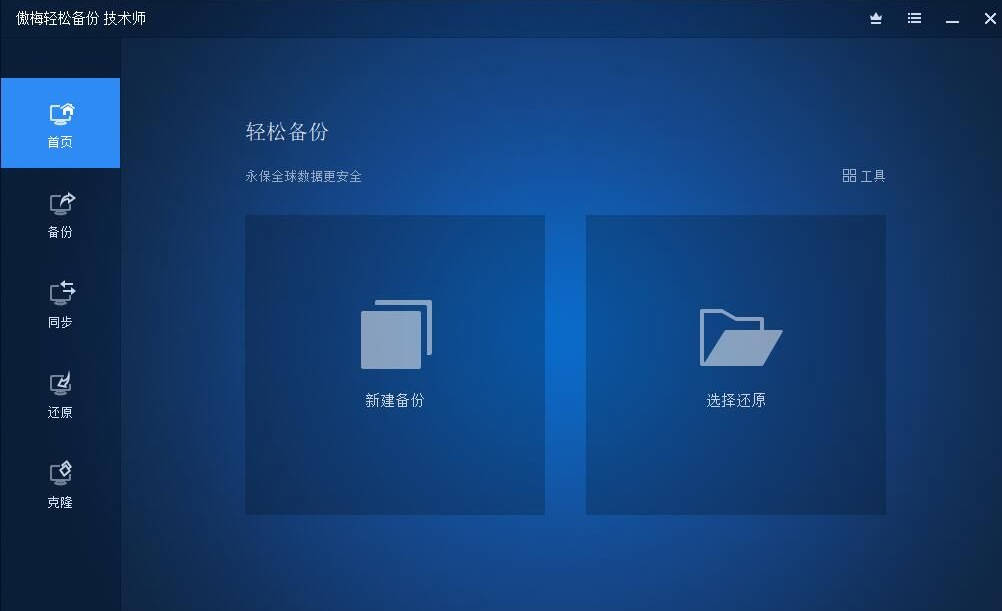 傲梅轻松备份 技术师
首页
备份
同步
还原
克隆
轻松备份
永保全球数据更安全
工具
新建备份
选择还原